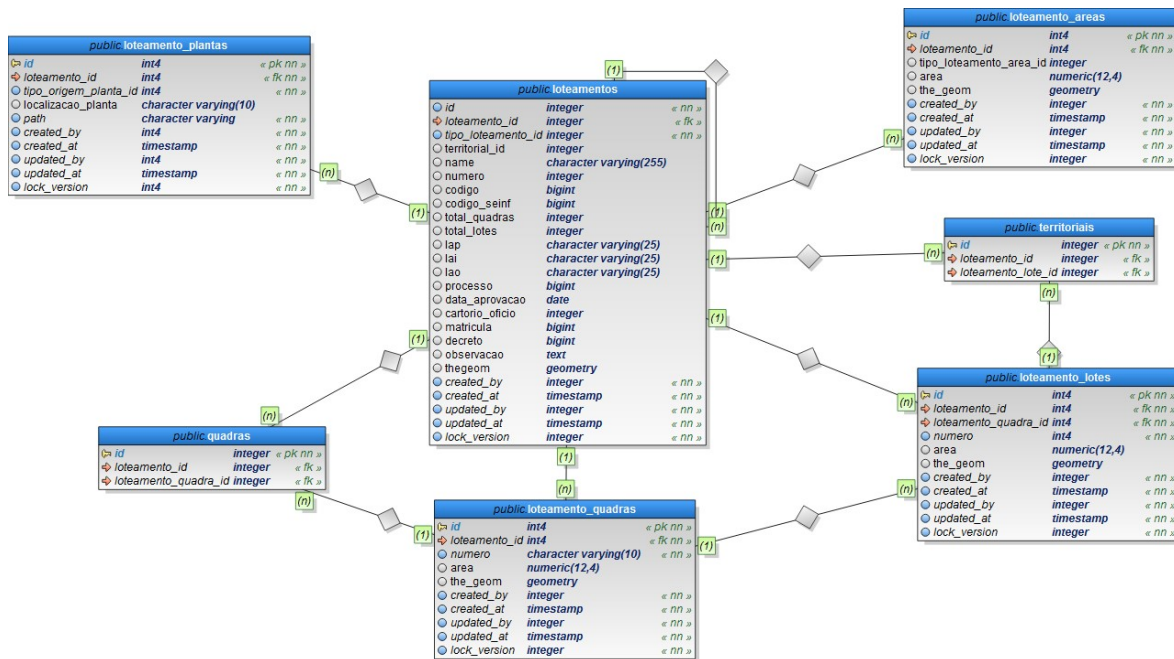 public.loteamento_plantas
id int4 « pk nn »
loteamento_id int4 « fk nn »
tipo_origem_planta_id int4 « nn »
localizacao_planta character varying(10)
path character varying « nn »
created_by int4 « nn »
created_at timestamp « nn »
updated_by int4 « nn »
updated_at timestamp « nn »
lock_version int4 « nn »
(n)
(1)
public.loteamentos
id integer « nn »
loteamento_id integer « fk »
tipo_loteamento_id integer « nn »
territorial_id integer
name character varying(255)
numero integer
codigo bigint
codigo_seinf bigint
total_quadras integer
total_lotes integer
lap character varying(25)
lai character varying(25)
lao character varying(25)
processo bigint
data_aprovacao date
cartorio_oficio integer
matricula bigint
decreto bigint
observacao text
thegeom geometry
created_by integer « nn »
created_at timestamp « nn »
updated_by integer « nn »
updated_at timestamp « nn »
lock_version integer « nn »
(1)
(n)
(1)
(n)
public.loteamento_areas
id int4 « pk nn »
loteamento_id int4 « fk nn »
tipo_loteamento_area_id integer
area numeric(12,4)
the_geom geometry
created_by integer « nn »
created_at timestamp « nn »
updated_by integer « nn »
updated_at timestamp « nn »
lock_version integer « nn »
(1)
(n)
public.territoriais
id integer « pk nn »
loteamento_id integer « fk »
loteamento_lote_id integer « fk »
(n)
(1)
(1)
(n)
public.loteamento_lotes
id int4 « pk nn »
loteamento_id int4 « fk nn »
loteamento_quadra_id int4 « fk nn »
numero int4 « nn »
area numeric(12,4)
the_geom geometry
created_by integer « nn »
created_at timestamp « nn »
updated_by integer « nn »
updated_at timestamp « nn »
lock_version integer « nn »
(1)
(n)
public.quadras
id integer « pk nn »
loteamento_id integer « fk »
loteamento_quadra_id integer « fk »
(n)
(1)
(1)
(n)
public.loteamento_quadras
id int4 « pk nn »
loteamento_id int4 « fk nn »
numero character varying(10) « nn »
area numeric(12,4)
the_geom geometry
created_by integer « nn »
created_at timestamp « nn »
updated_by integer « nn »
updated_at timestamp « nn »
lock_version integer « nn »
(1)
(n)